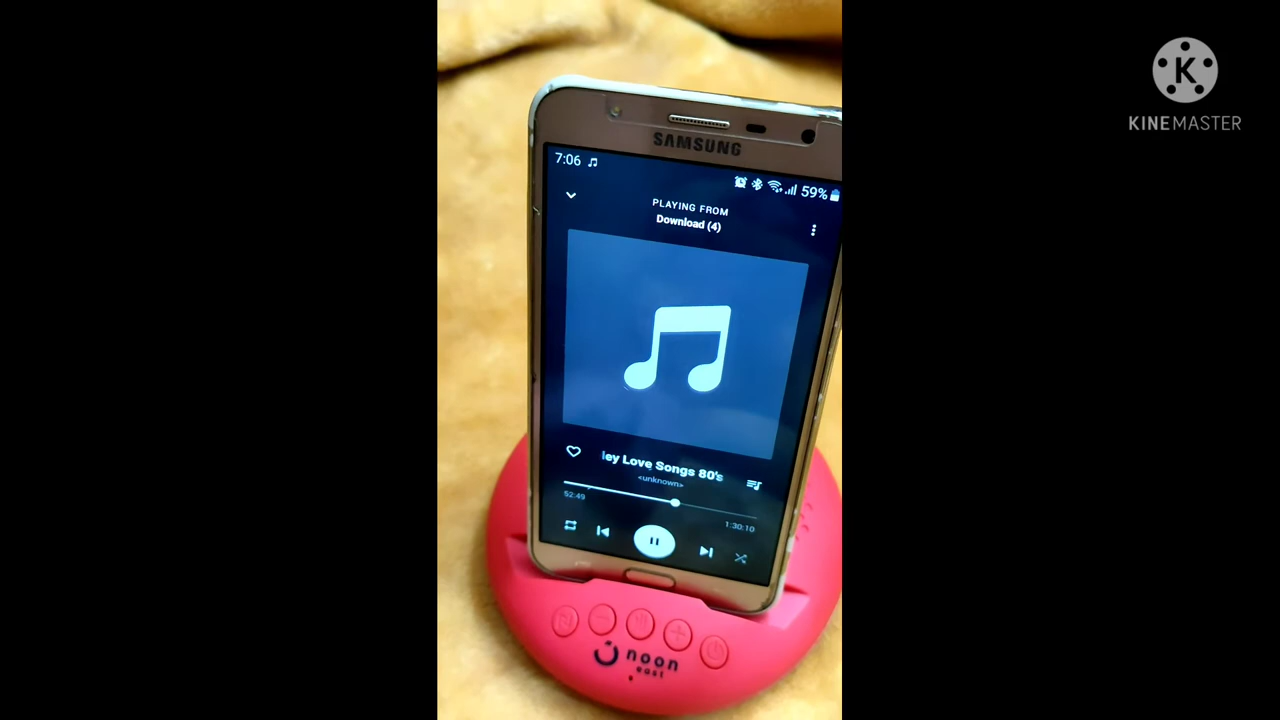 KINEMASTER
SAMSUNG
7:06
59%
PLAYING FROM
Download (4)
ley Love Songs 80's
<unknown>
52:49
1:30:10
noon
east